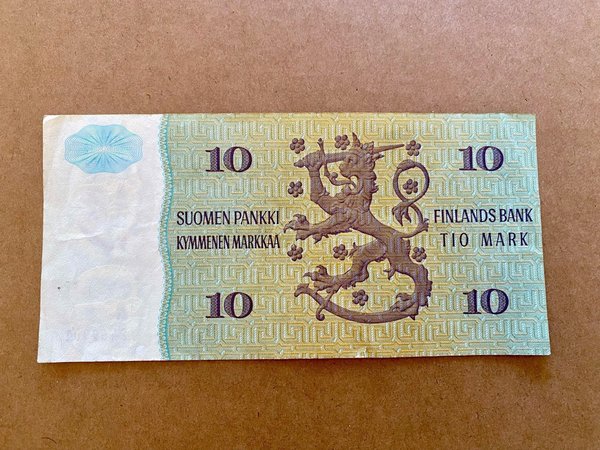 10
10
SUOMEN PANKKI
KYMMENEN MARKKAA
FINLANDS BANK
TIO MARK
10
10